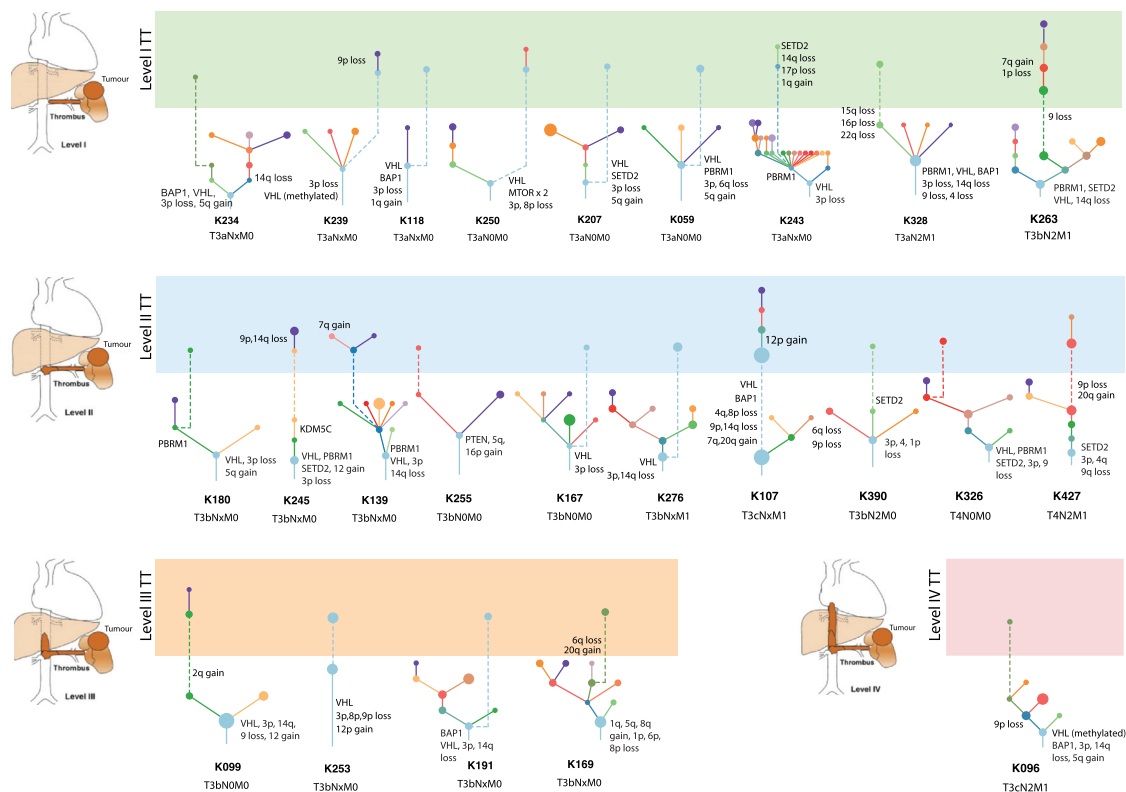 Level I TT
Tumour
Thrombus
Level I
9p loss
SETD2
14q loss
17p loss
1q gain
7q gain
1p loss
15q loss
16p loss
22q loss
9 loss
BAP1, VHL,
3p loss, 5q gain
14q loss
3p loss
VHL (methylated)
VHL
BAP1
3p loss
1q gain
VHL
MTOR x 2
3p, 8p loss
VHL
SETD2
3p loss
5q gain
VHL
PBRM1
3p, 6q loss
5q gain
PBRM1
VHL
3p loss
PBRM1, VHL, BAP1
3p loss, 14q loss
9 loss, 4 loss
PBRM1, SETD2
VHL, 14q loss
K234
T3aNxM0
K239
T3aNxM0
K118
T3aNxM0
K250
T3aN0M0
K207
T3aN0M0
K059
T3aN0M0
K243
T3aNxM0
K328
T3aN2M1
K263
T3bN2M1
Level II TT
Tumour
Thrombus
Level II
9p,14q loss
7q gain
12p gain
PBRM1
VHL, 3p loss
5q gain
KDM5C
VHL, PBRM1
SETD2, 12 gain
3p loss
PBRM1
VHL, 3p
14q loss
PTEN, 5q,
16p gain
VHL
3p loss
VHL
3p,14q loss
VHL
BAP1
4q,8p loss
9p,14q loss
7q,20q gain
6q loss
9p loss
SETD2
3p, 4, 1p
loss
VHL, PBRM1
SETD2, 3p, 9
loss
9p loss
20q gain
SETD2
3p, 4q
9q loss
K180
T3bNxM0
K245
T3bNxM0
K139
T3bNxM0
K255
T3bN0M0
K167
T3bN0M0
K276
T3bNxM1
K107
T3cNxM1
K390
T3bN2M0
K326
T4N0M0
K427
T4N2M1
Level III TT
Tumour
Thrombus
Level III
2q gain
VHL, 3p, 14q,
9 loss, 12 gain
VHL
3p,8p,9p loss
12p gain
BAP1
VHL, 3p, 14q
loss
6q loss
20q gain
1q, 5q, 8q
gain, 1p, 6p,
8p loss
K099
T3bN0M0
K253
T3bNxM0
K191
T3bNxM0
K169
T3bNxM0
Level IV TT
Tumour
Thrombus
Level IV
9p loss
VHL (methylated)
BAP1, 3p, 14q
loss, 5q gain
K096
T3cN2M1